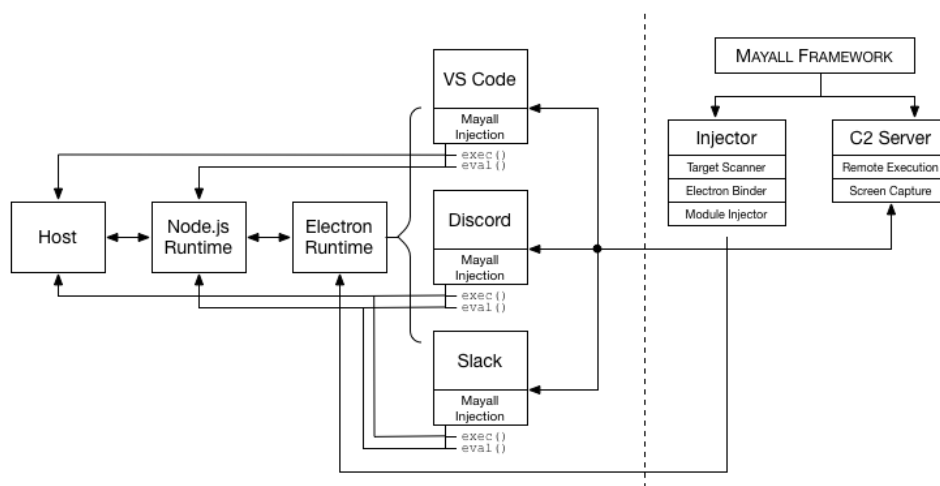 MAYALL FRAMEWORK
VS Code
Mayall
Injection
exec()
eval()
Injector
Target Scanner
Electron Binder
Module Injector
C2 Server
Remote Execution
Screen Capture
Host
Node.js
Runtime
Electron
Runtime
Discord
Mayall
Injection
exec()
eval()
Slack
Mayall
Injection
exec()
eval()